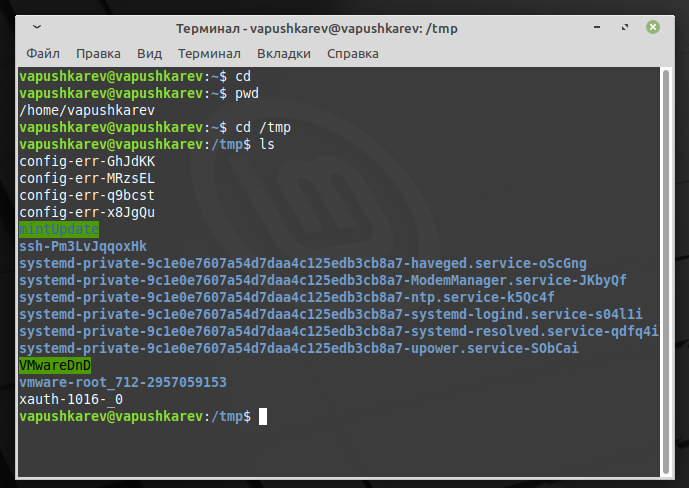 Терминал - vapushkarev@vapushkarev: /tmp
Файл Правка Вид Терминал Вкладки Справка
vapushkarev@vapushkarev:~$ cd
vapushkarev@vapushkarev:~$ pwd
/home/vapushkarev
vapushkarev@vapushkarev:~$ cd /tmp
vapushkarev@vapushkarev:/tmp$ ls
config-err-GhJdKK
config-err-MRzsEL
config-err-q9bcst
config-err-x8JgQu
mintUpdate
ssh-Pm3LvJqqoxHk
systemd-private-9c1e0e7607a54d7daa4c125edb3cb8a7-haveged.service-oScGng
systemd-private-9c1e0e7607a54d7daa4c125edb3cb8a7-ModemManager.service-JKbyQf
systemd-private-9c1e0e7607a54d7daa4c125edb3cb8a7-ntp.service-k5Qc4f
systemd-private-9c1e0e7607a54d7daa4c125edb3cb8a7-systemd-logind.service-s04l1i
systemd-private-9c1e0e7607a54d7daa4c125edb3cb8a7-systemd-resolved.service-qdfq4i
systemd-private-9c1e0e7607a54d7daa4c125edb3cb8a7-upower.service-SObCai
VMwareDnD
vmware-root_712-2957059153
xauth-1016-_0
vapushkarev@vapushkarev:/tmp$